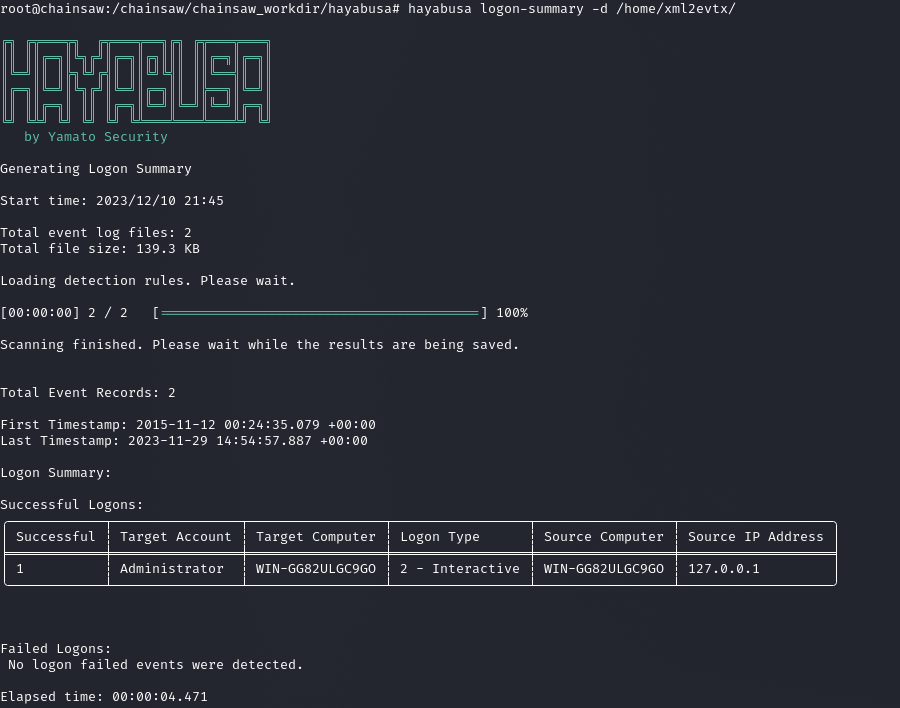 root@chainsaw:/chainsaw/chainsaw_workdir/hayabusa# hayabusa logon-summary -d /home/xml2evtx/
HAYABUSA
by Yamato Security
Generating Logon Summary
Start time: 2023/12/10 21:45
Total event log files: 2
Total file size: 139.3 KB
Loading detection rules. Please wait.
[00:00:00] 2 / 2 [========================================] 100%
Scanning finished. Please wait while the results are being saved.
Total Event Records: 2
First Timestamp: 2015-11-12 00:24:35.079 +00:00
Last Timestamp: 2023-11-29 14:54:57.887 +00:00
Logon Summary:
Successful Logons:
Successful Target Account Target Computer Logon Type Source Computer Source IP Address
1 Administrator WIN-GG82ULGC9GO 2 - Interactive WIN-GG82ULGC9GO 127.0.0.1
Failed Logons:
No logon failed events were detected.
Elapsed time: 00:00:04.471